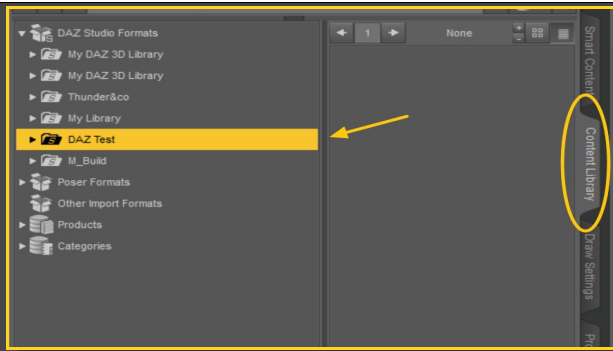 DAZ Studio Formats
My DAZ 3D Library
My DAZ 3D Library
Thunder&co
My Library
DAZ Test
M_Build
Poser Formats
Other Import Formats
Products
Categories
1
None
Smart Content
Content Library
Draw Settings